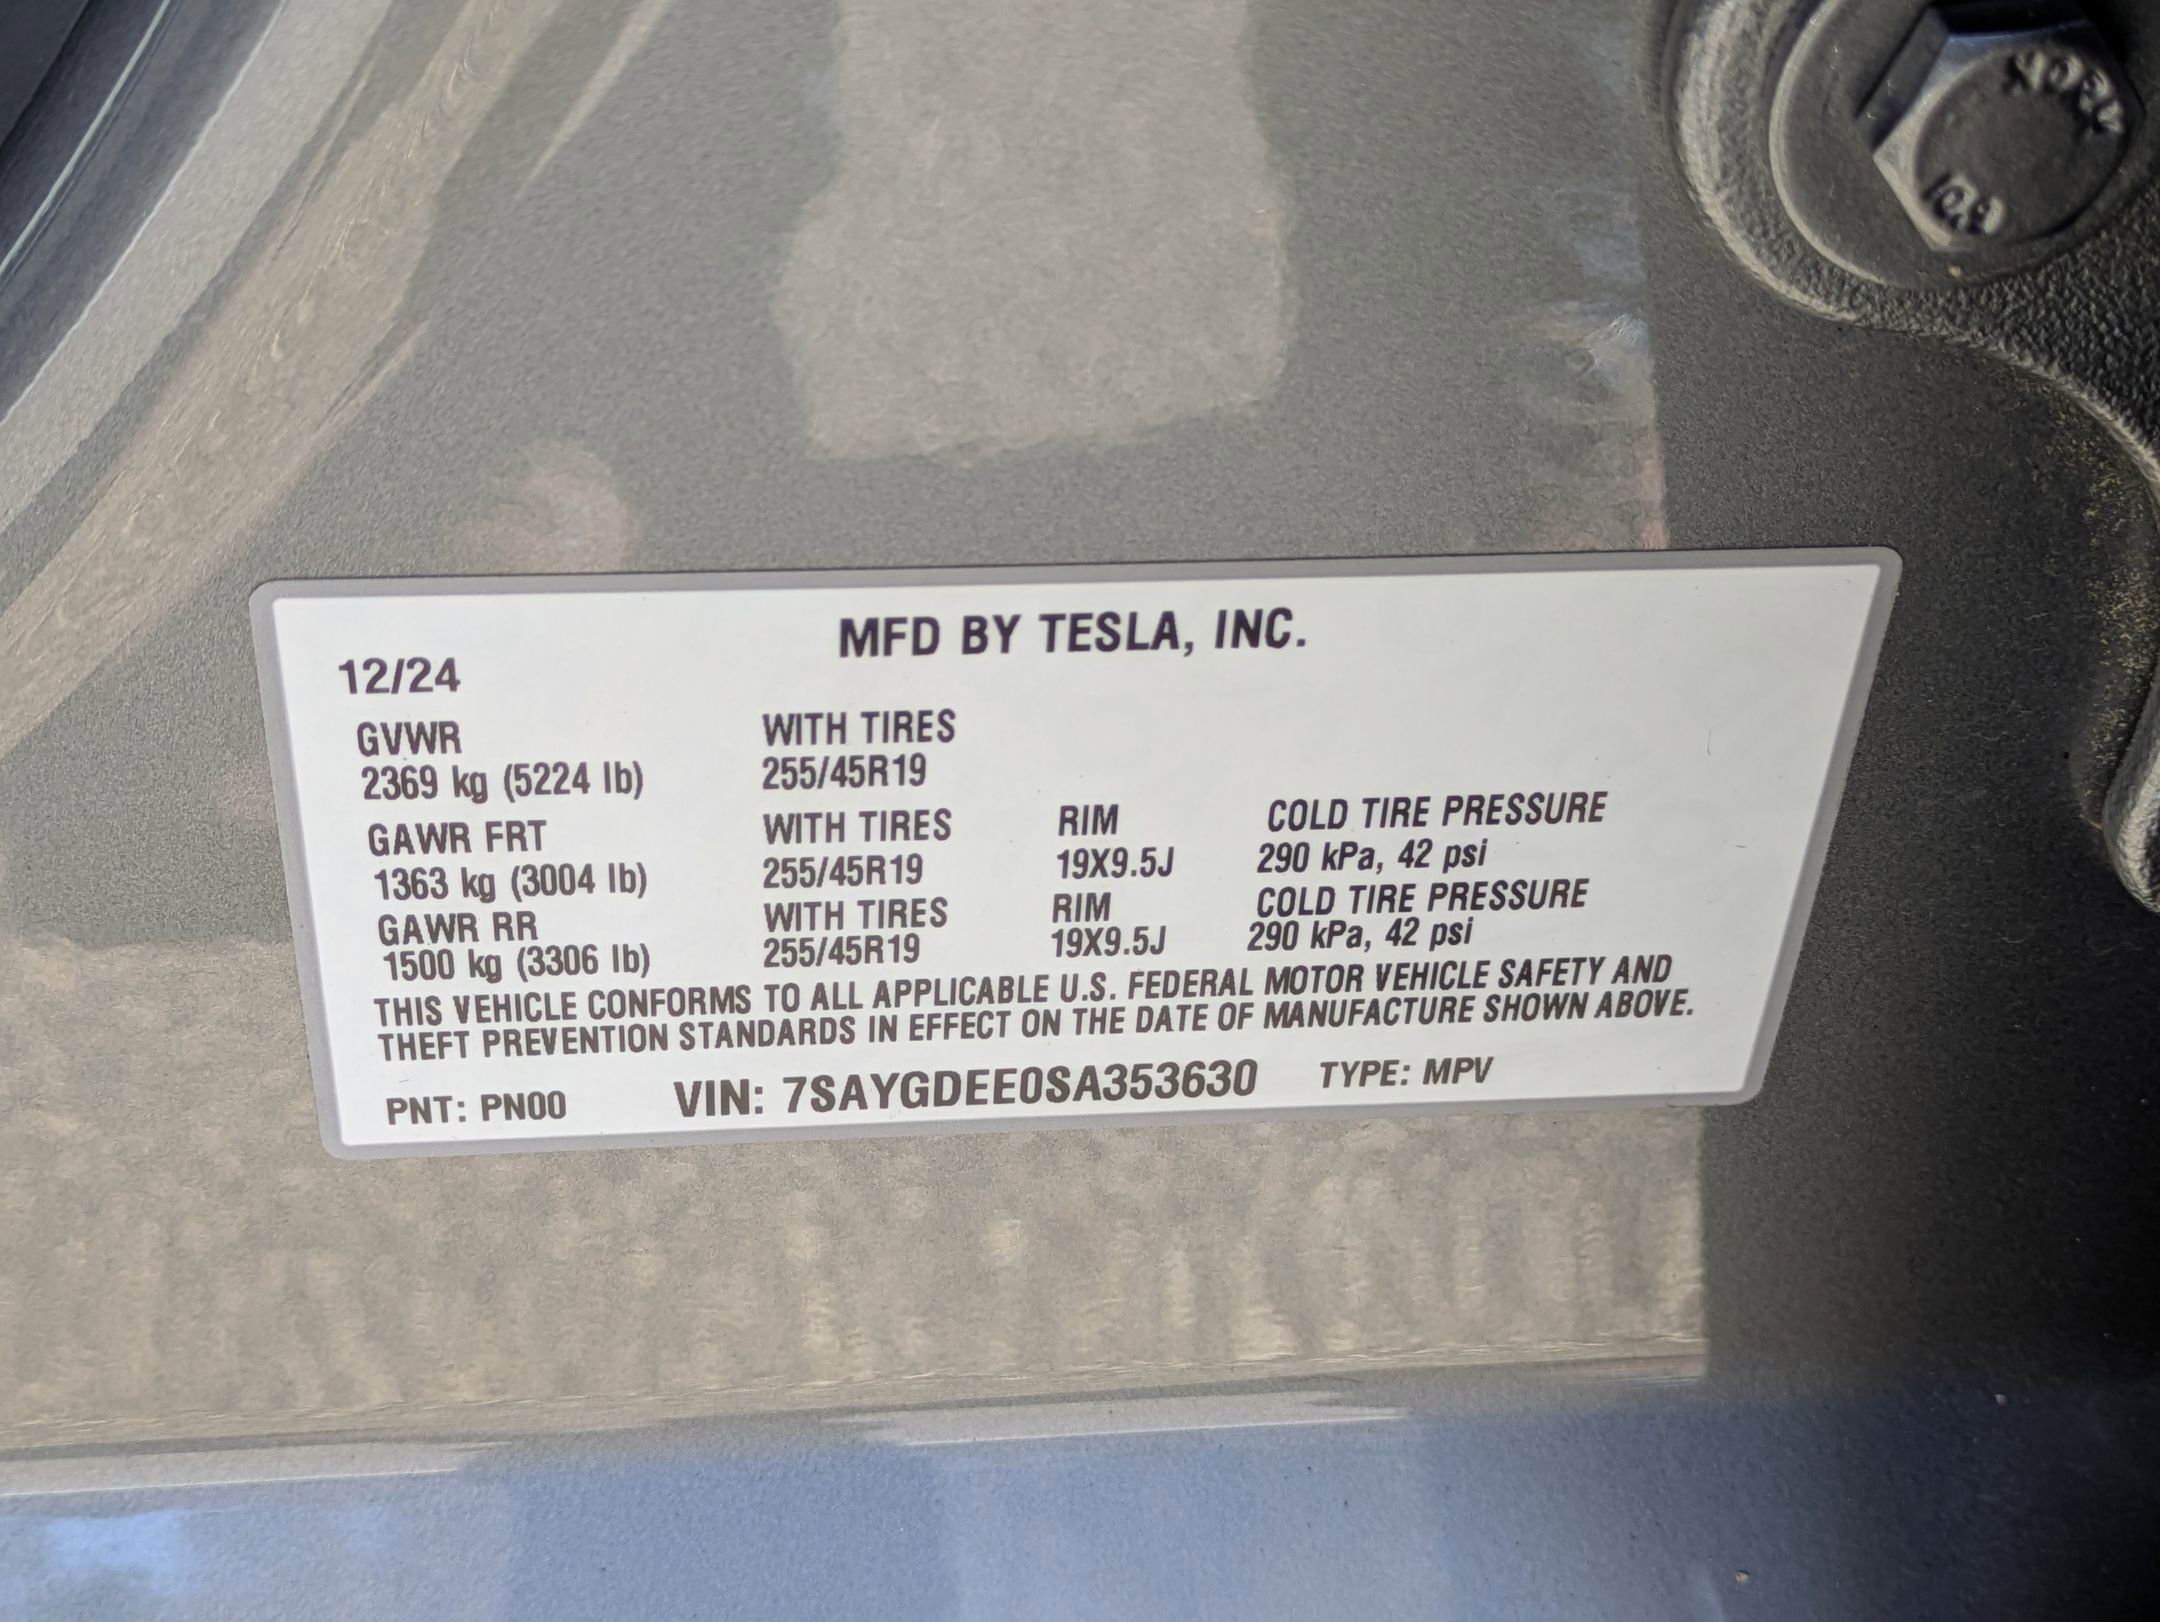 MFD BY TESLA, INC.
12/24
GVWR WITH TIRES
2369 kg (5224 lb) 255/45R19
GAWR FRT WITH TIRES RIM COLD TIRE PRESSURE
1363 kg (3004 lb) 255/45R19 19X9.5J 290 kPa, 42 psi
GAWR RR WITH TIRES RIM COLD TIRE PRESSURE
1500 kg (3306 lb) 255/45R19 19X9.5J 290 kPa, 42 psi
THIS VEHICLE CONFORMS TO ALL APPLICABLE U.S. FEDERAL MOTOR VEHICLE SAFETY AND
THEFT PREVENTION STANDARDS IN EFFECT ON THE DATE OF MANUFACTURE SHOWN ABOVE.
PNT: PN00 VIN: 7SAYGDEE0SA353630 TYPE: MPV